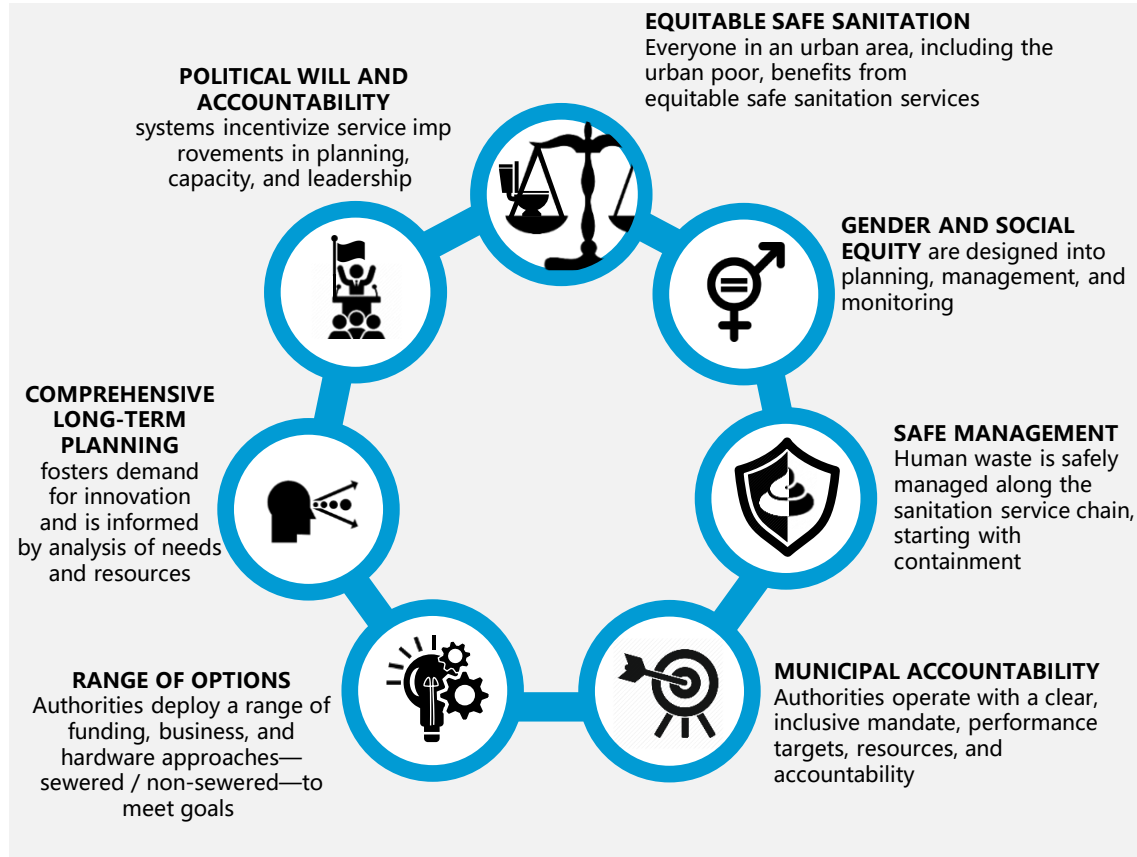 EQUITABLE SAFE SANITATION
Everyone in an urban area, including the
urban poor, benefits from
equitable safe sanitation services
GENDER AND SOCIAL
EQUITY are designed into
planning, management, and
monitoring
SAFE MANAGEMENT
Human waste is safely
managed along the
sanitation service chain,
starting with
containment
MUNICIPAL ACCOUNTABILITY
Authorities operate with a clear,
inclusive mandate, performance
targets, resources, and
accountability
RANGE OF OPTIONS
Authorities deploy a range of
funding, business, and
hardware approaches—
sewered / non-sewered—to
meet goals
COMPREHENSIVE
LONG-TERM
PLANNING
fosters demand
for innovation
and is informed
by analysis of needs
and resources
POLITICAL WILL AND
ACCOUNTABILITY
systems incentivize service imp
rovements in planning,
capacity, and leadership